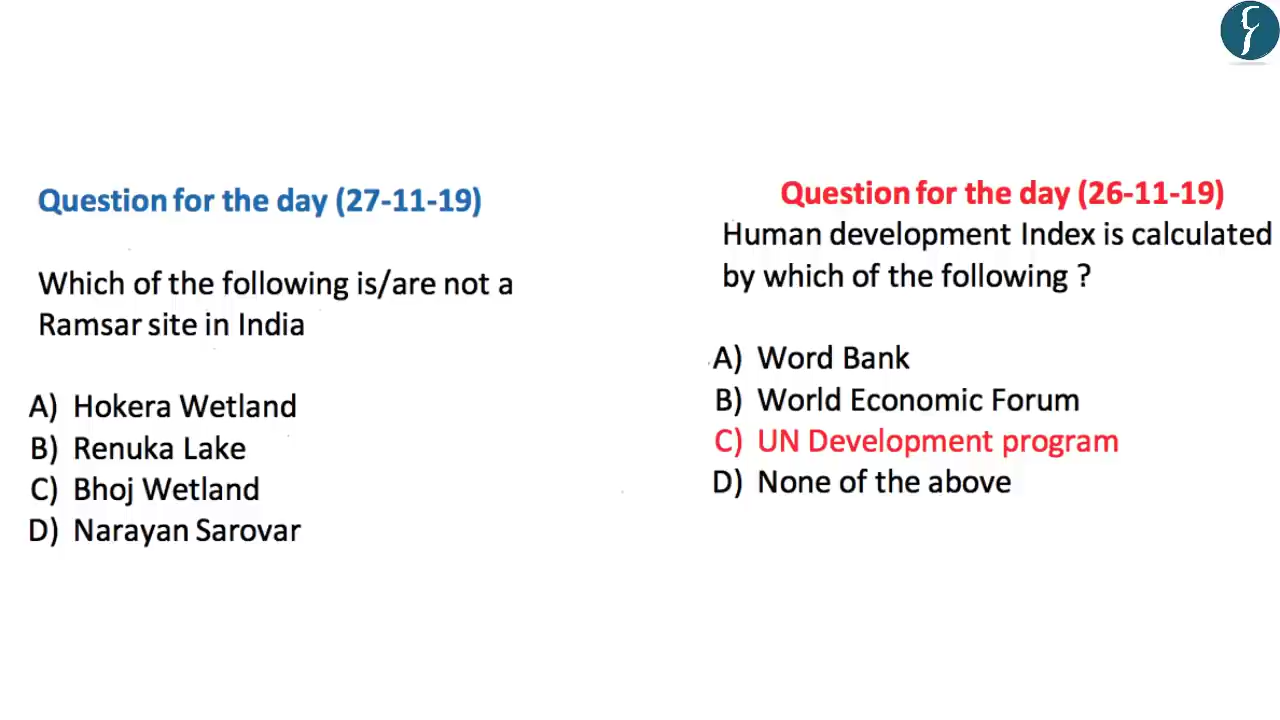 Question for the day (27-11-19)
Which of the following is/are not a
Ramsar site in India
A) Hokera Wetland
B) Renuka Lake
C) Bhoj Wetland
D) Narayan Sarovar
Question for the day (26-11-19)
Human development Index is calculated
by which of the following ?
A) Word Bank
B) World Economic Forum
C) UN Development program
D) None of the above